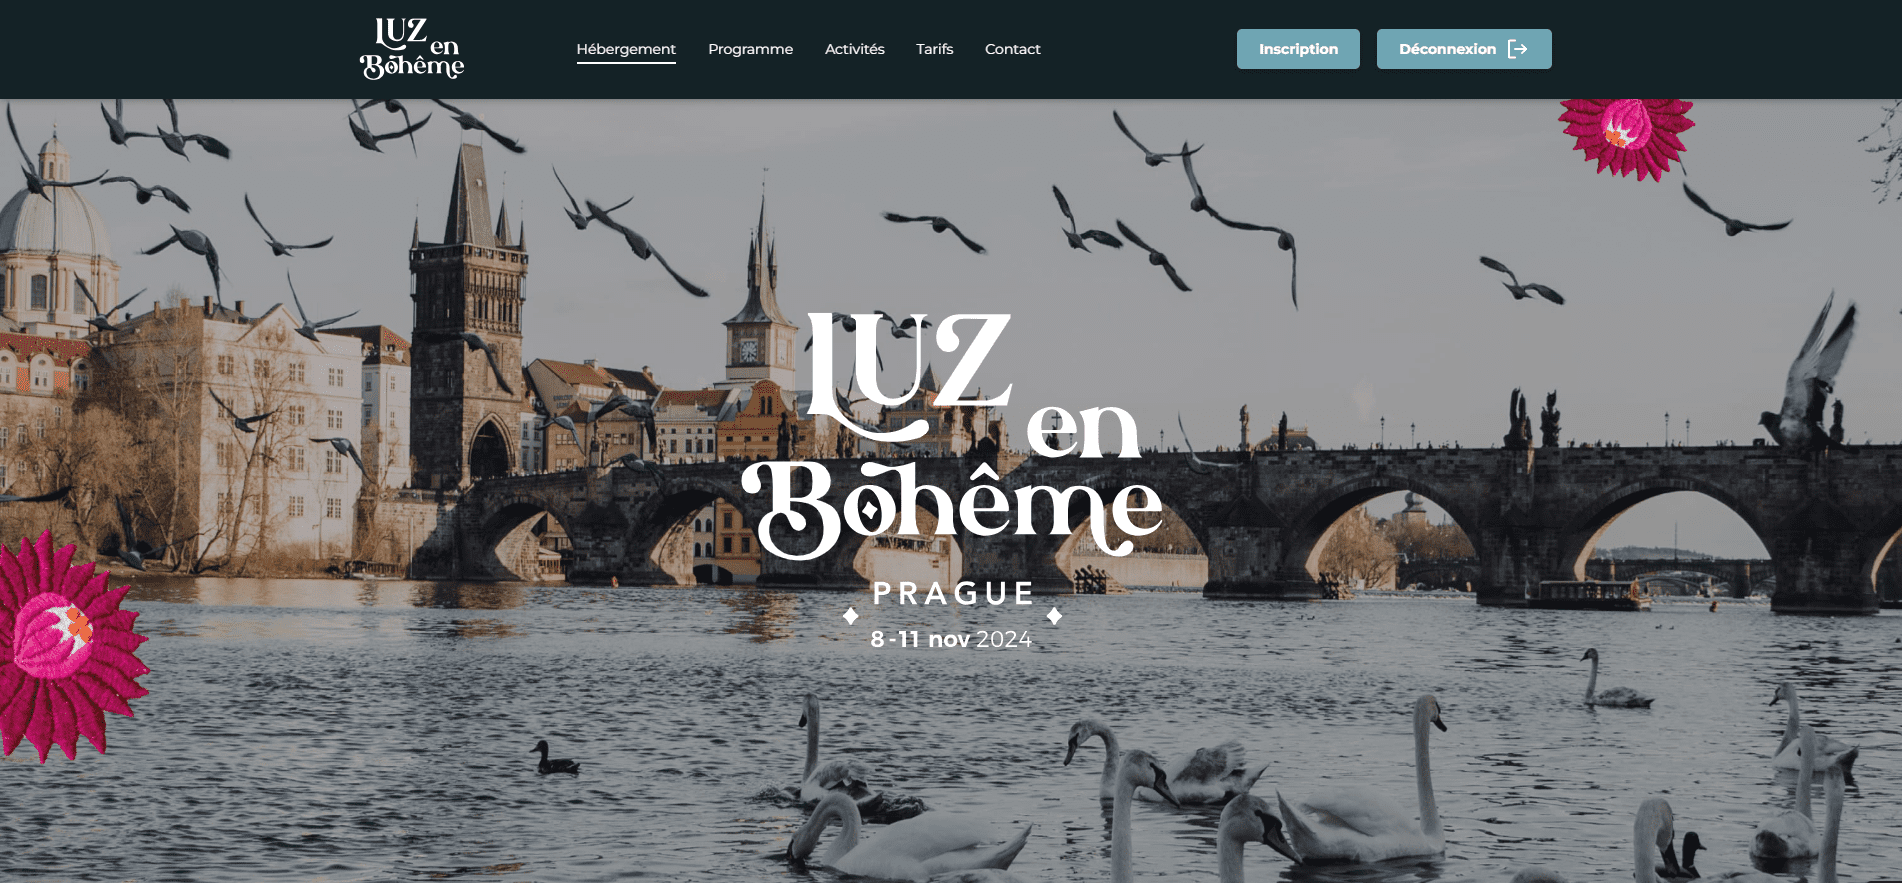 LUZ en
Bohême
Hébergement
Programme
Activités
Tarifs
Contact
Inscription
Déconnexion
LUZ
en
Bohême
PRAGUE
8-11 nov 2024